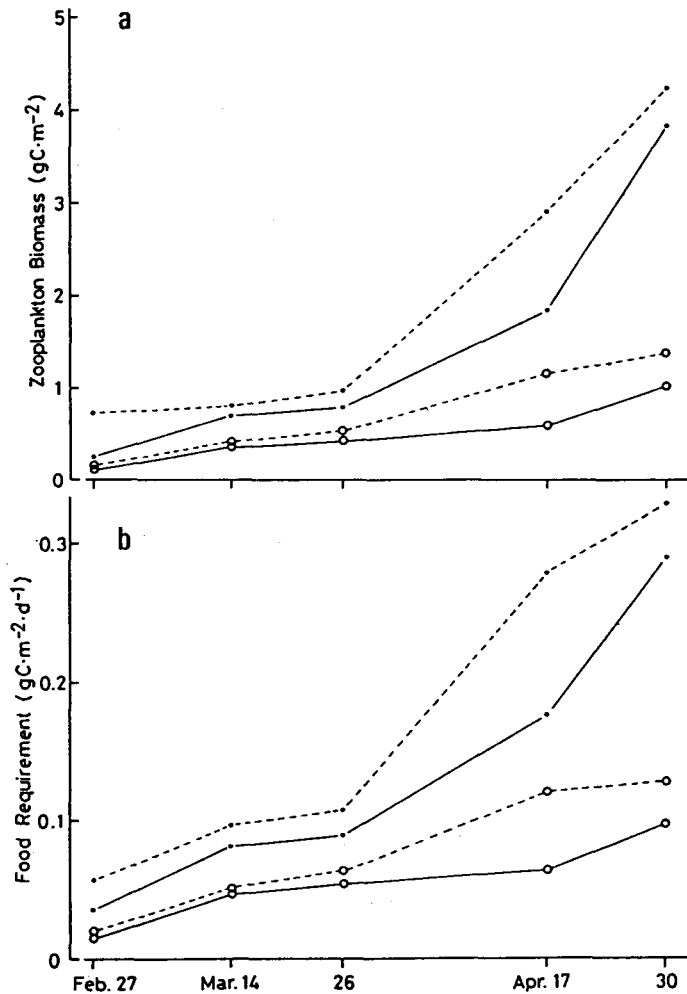 a
5
4
3
2
1
0
Zooplankton Biomass (gC·m⁻²)
b
0.3
0.2
0.1
0
Food Requirement (gC·m⁻²·d⁻¹)
Feb. 27 Mar. 14 26 Apr. 17 30